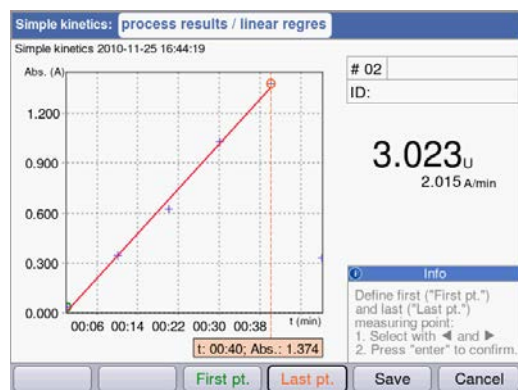 Simple kinetics: process results / linear regres
Simple kinetics 2010-11-25 16:44:19
Abs. (A)
1.200
0.900
0.600
0.300
0.000
00:06 00:14 00:22 00:30 00:38 t (min)
t: 00:40; Abs.: 1.374
# 02
ID:
3.023U
2.015 A/min
Info
Define first ("First pt.")
and last ("Last pt.")
measuring point:
1. Select with ◀ and ▶
2. Press "enter" to confirm.
First pt. Last pt. Save Cancel